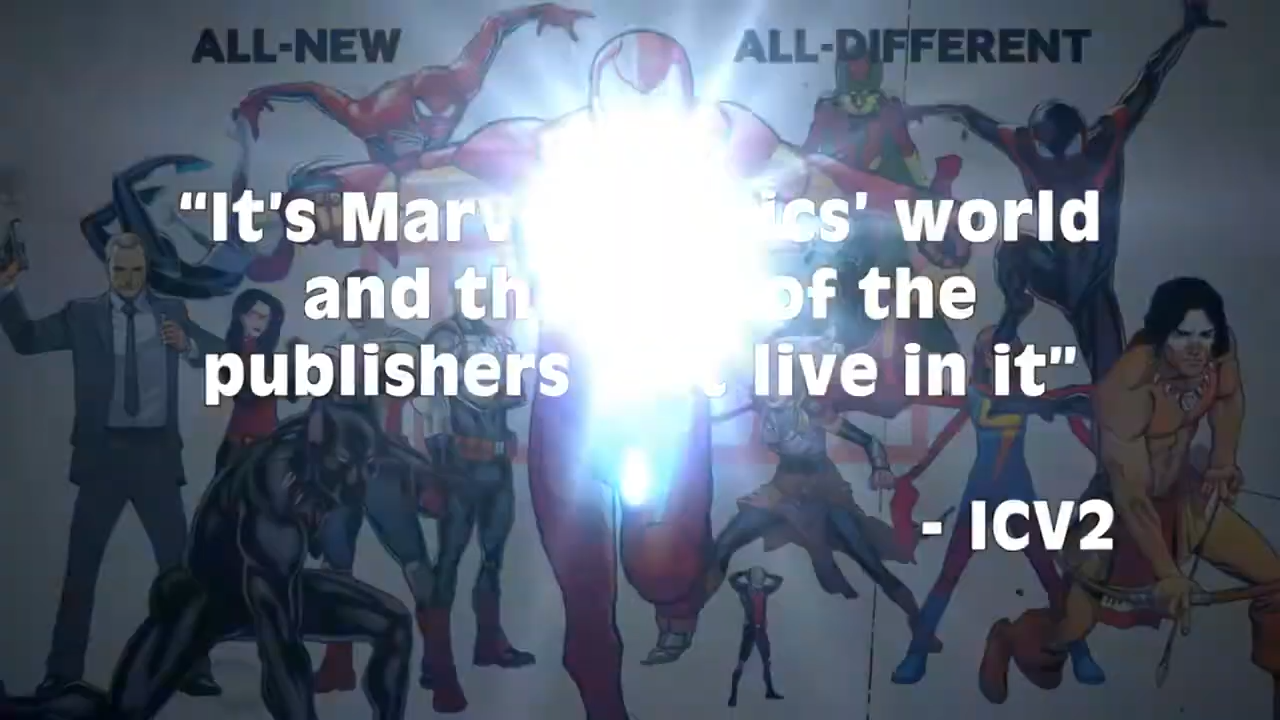 ALL-NEW ALL-DIFFERENT
“It’s Marv ics’ world
and th of the
publishers live in it”
- ICV2